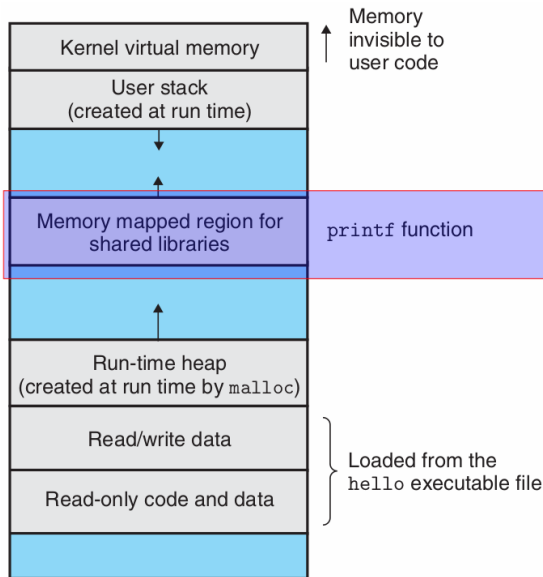 Kernel virtual memory
Memory
invisible to
user code
User stack
(created at run time)
Memory mapped region for
shared libraries
printf function
Run-time heap
(created at run time by malloc)
Read/write data
Loaded from the
hello executable file
Read-only code and data